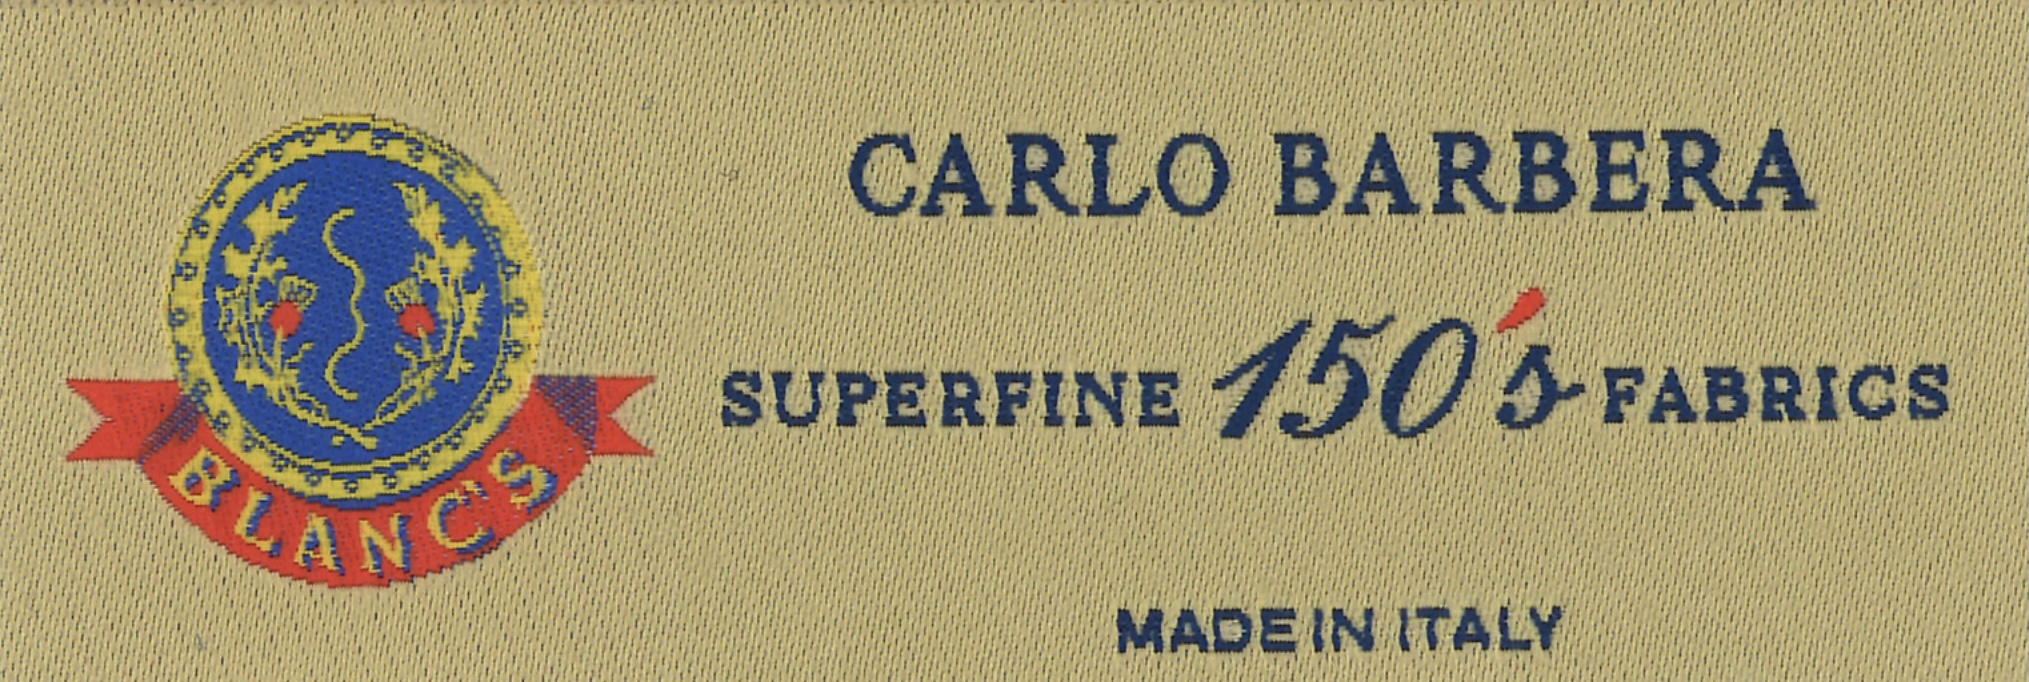 CARLO BARBERA
SUPERFINE 150's FABRICS
BLANC'S
MADE IN ITALY